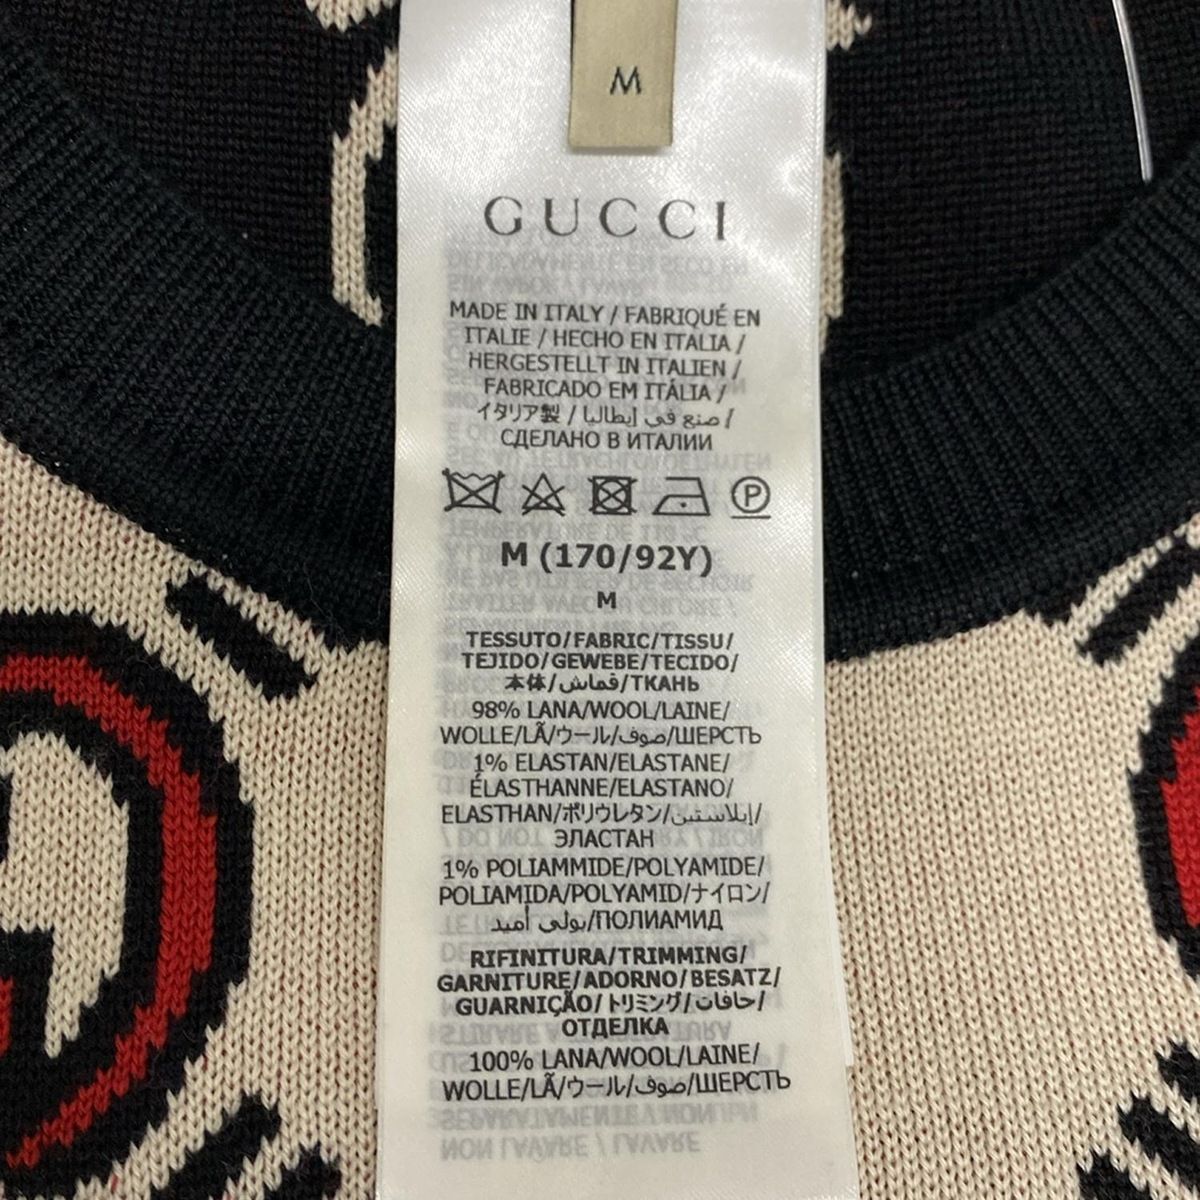 M
GUCCI
MADE IN ITALY / FABRIQUÉ EN
ITALIE / HECHO EN ITALIA /
HERGESTELLT IN ITALIEN /
FABRICADO EM ITÁLIA /
イタリア製 / صنع في إيطاليا /
СДЕЛАНО В ИТАЛИИ
M (170/92Y)
M
TESSUTO/FABRIC/TISSU/
TEJIDO/GEWEBE/TECIDO/
本体/قماش/ТКАНЬ
98% LANA/WOOL/LAINE/
WOLLE/LÃ/ウール/صوف/ШЕРСТЬ
1% ELASTAN/ELASTANE/
ÉLASTHANNE/ELASTANO/
ELASTHAN/ポリウレタン/إيلاستين/
ЭЛАСТАН
1% POLIAMMIDE/POLYAMIDE/
POLIAMIDA/POLYAMID/ナイロン/
بولي أميد/ПОЛИАМИД
RIFINITURA/TRIMMING/
GARNITURE/ADORNO/BESATZ/
GUARNIÇÃO/トリミング/حافات/
ОТДЕЛКА
100% LANA/WOOL/LAINE/
WOLLE/LÃ/ウール/صوف/ШЕРСТЬ